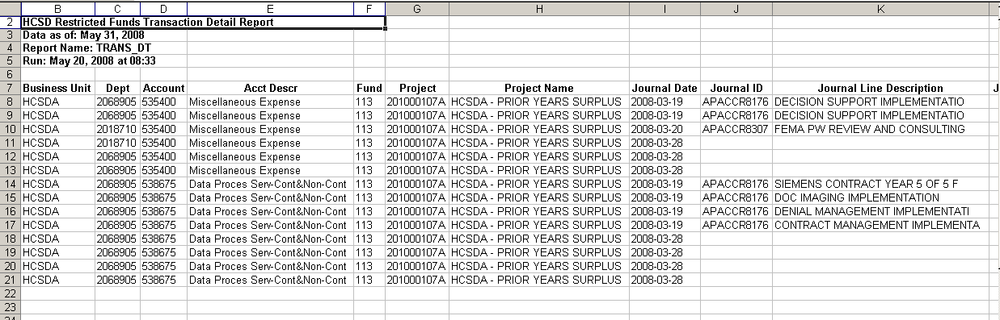 B C D E F G H I J K
2 HCSD Restricted Funds Transaction Detail Report
3 Data as of: May 31, 2008
4 Report Name: TRANS_DT
5 Run: May 20, 2008 at 08:33
6
7 Business Unit Dept Account Acct Descr Fund Project Project Name Journal Date Journal ID Journal Line Description J
8 HCSDA 2068905 535400 Miscellaneous Expense 113 201000107A HCSDA - PRIOR YEARS SURPLUS 2008-03-19 APACCR8176 DECISION SUPPORT IMPLEMENTATIO
9 HCSDA 2068905 535400 Miscellaneous Expense 113 201000107A HCSDA - PRIOR YEARS SURPLUS 2008-03-19 APACCR8176 DECISION SUPPORT IMPLEMENTATIO
10 HCSDA 2018710 535400 Miscellaneous Expense 113 201000107A HCSDA - PRIOR YEARS SURPLUS 2008-03-20 APACCR8307 FEMA PW REVIEW AND CONSULTING
11 HCSDA 2018710 535400 Miscellaneous Expense 113 201000107A HCSDA - PRIOR YEARS SURPLUS 2008-03-28
12 HCSDA 2068905 535400 Miscellaneous Expense 113 201000107A HCSDA - PRIOR YEARS SURPLUS 2008-03-28
13 HCSDA 2068905 535400 Miscellaneous Expense 113 201000107A HCSDA - PRIOR YEARS SURPLUS 2008-03-28
14 HCSDA 2068905 538675 Data Proces Serv-Cont&Non-Cont 113 201000107A HCSDA - PRIOR YEARS SURPLUS 2008-03-19 APACCR8176 SIEMENS CONTRACT YEAR 5 OF 5 F
15 HCSDA 2068905 538675 Data Proces Serv-Cont&Non-Cont 113 201000107A HCSDA - PRIOR YEARS SURPLUS 2008-03-19 APACCR8176 DOC IMAGING IMPLEMENTATION
16 HCSDA 2068905 538675 Data Proces Serv-Cont&Non-Cont 113 201000107A HCSDA - PRIOR YEARS SURPLUS 2008-03-19 APACCR8176 DENIAL MANAGEMENT IMPLEMENTATI
17 HCSDA 2068905 538675 Data Proces Serv-Cont&Non-Cont 113 201000107A HCSDA - PRIOR YEARS SURPLUS 2008-03-19 APACCR8176 CONTRACT MANAGEMENT IMPLEMENTA
18 HCSDA 2068905 538675 Data Proces Serv-Cont&Non-Cont 113 201000107A HCSDA - PRIOR YEARS SURPLUS 2008-03-28
19 HCSDA 2068905 538675 Data Proces Serv-Cont&Non-Cont 113 201000107A HCSDA - PRIOR YEARS SURPLUS 2008-03-28
20 HCSDA 2068905 538675 Data Proces Serv-Cont&Non-Cont 113 201000107A HCSDA - PRIOR YEARS SURPLUS 2008-03-28
21 HCSDA 2068905 538675 Data Proces Serv-Cont&Non-Cont 113 201000107A HCSDA - PRIOR YEARS SURPLUS 2008-03-28
22
23